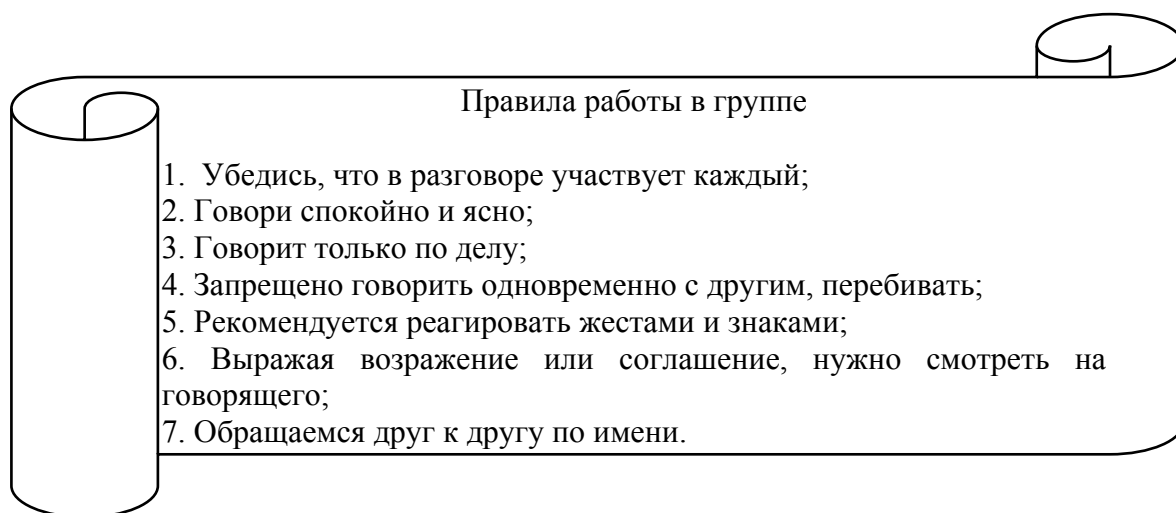 Правила работы в группе
1. Убедись, что в разговоре участвует каждый;
2. Говори спокойно и ясно;
3. Говорит только по делу;
4. Запрещено говорить одновременно с другим, перебивать;
5. Рекомендуется реагировать жестами и знаками;
6. Выражая возражение или соглашение, нужно смотреть на
говорящего;
7. Обращаемся друг к другу по имени.